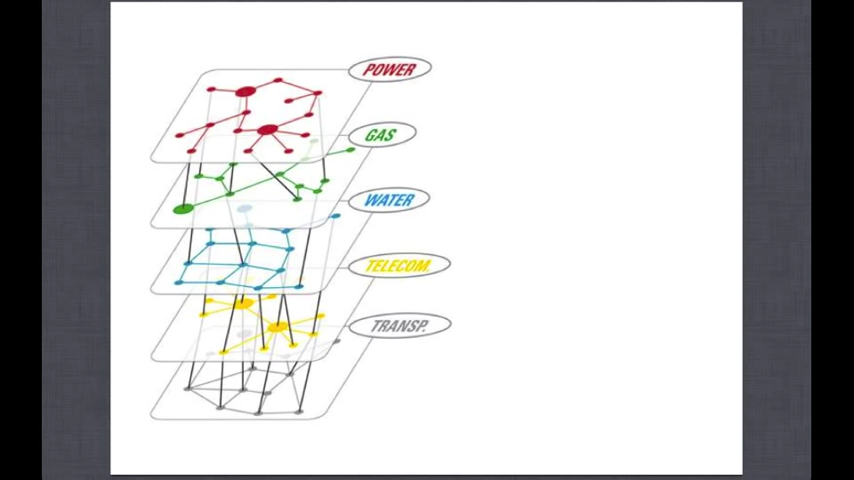 POWER
GAS
WATER
TELECOM.
TRANSP.